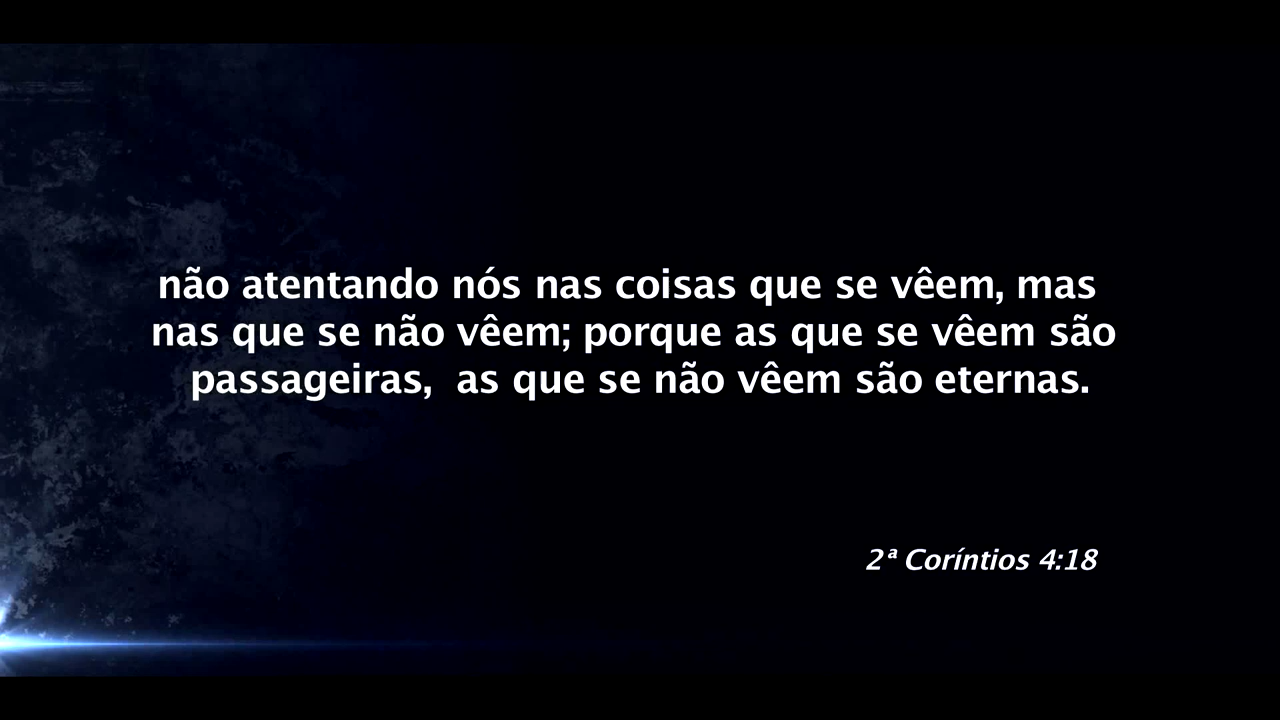 não atentando nós nas coisas que se vêem, mas
nas que se não vêem; porque as que se vêem são
passageiras,  as que se não vêem são eternas.
2ª Coríntios 4:18